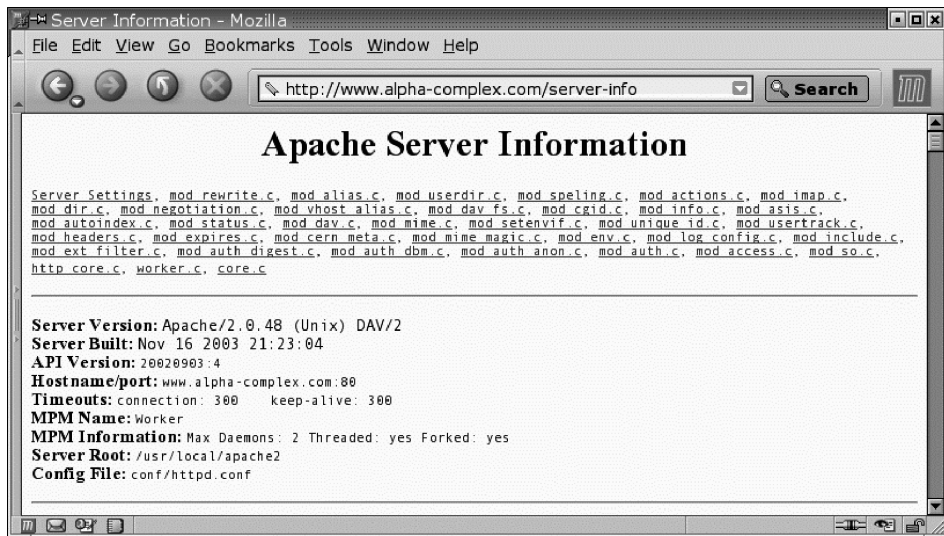 Server Information - Mozilla
File Edit View Go Bookmarks Tools Window Help
http://www.alpha-complex.com/server-info Search
Apache Server Information
Server Settings, mod_rewrite.c, mod_alias.c, mod_userdir.c, mod_speling.c, mod_actions.c, mod_imap.c,
mod_dir.c, mod_negotiation.c, mod_vhost_alias.c, mod_dav_fs.c, mod_cgid.c, mod_info.c, mod_asis.c,
mod_autoindex.c, mod_status.c, mod_dav.c, mod_mime.c, mod_setenvif.c, mod_unique_id.c, mod_usertrack.c,
mod_headers.c, mod_expires.c, mod_cern_meta.c, mod_mime_magic.c, mod_env.c, mod_log_config.c, mod_include.c,
mod_ext_filter.c, mod_auth_digest.c, mod_auth_dbm.c, mod_auth_anon.c, mod_auth.c, mod_access.c, mod_so.c,
http_core.c, worker.c, core.c
Server Version: Apache/2.0.48 (Unix) DAV/2
Server Built: Nov 16 2003 21:23:04
API Version: 20020903:4
Hostname/port: www.alpha-complex.com:80
Timeouts: connection: 300 keep-alive: 300
MPM Name: Worker
MPM Information: Max Daemons: 2 Threaded: yes Forked: yes
Server Root: /usr/local/apache2
Config File: conf/httpd.conf